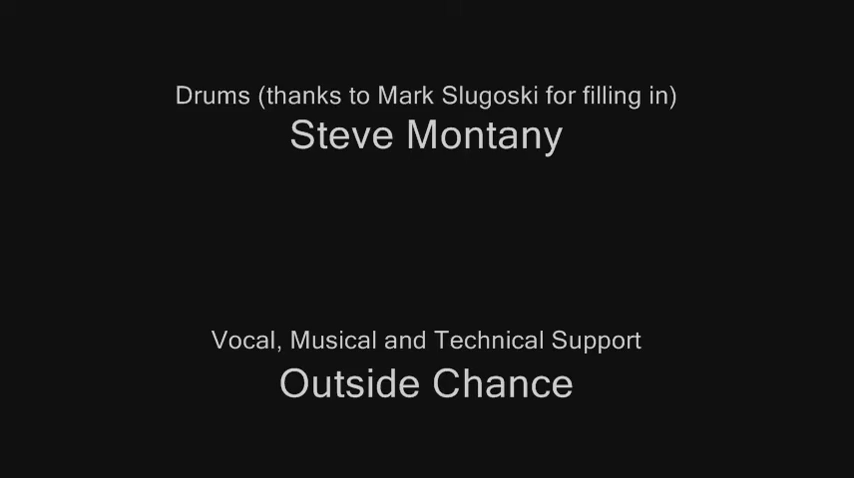 Drums (thanks to Mark Slugoski for filling in)
Steve Montany
Vocal, Musical and Technical Support
Outside Chance